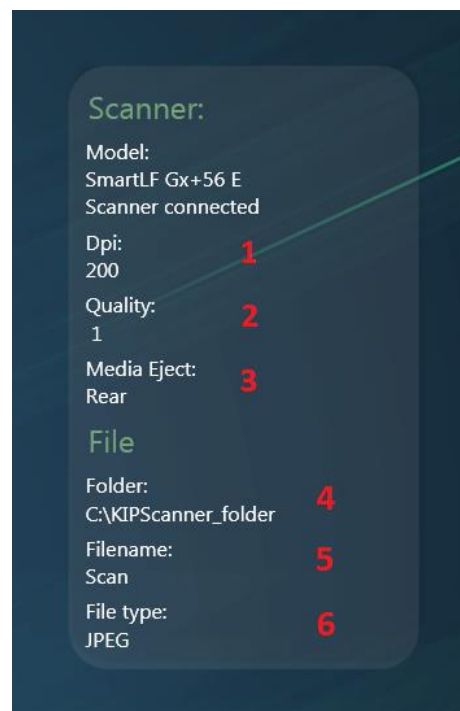 Scanner:
Model:
SmartLF Gx+56 E
Scanner connected
Dpi: 1
200
Quality: 2
1
Media Eject: 3
Rear
File
Folder: 4
C:\KIPScanner_folder
Filename: 5
Scan
File type: 6
JPEG